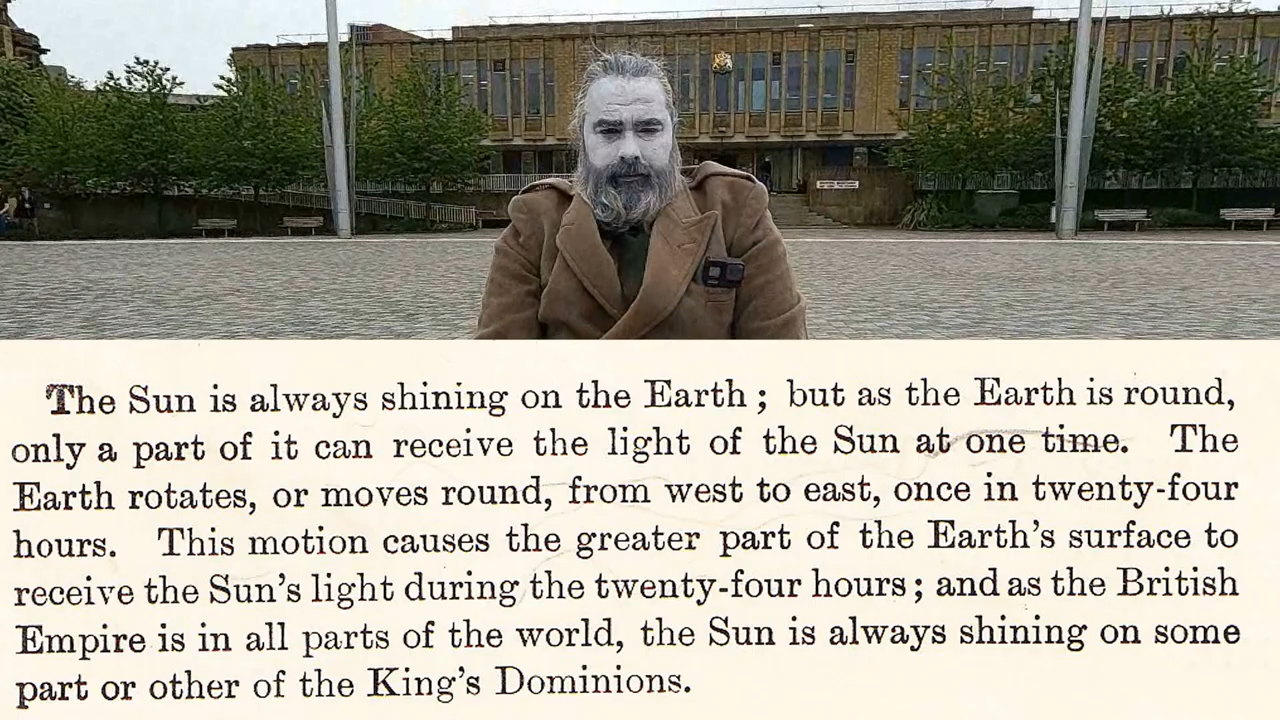 The Sun is always shining on the Earth ; but as the Earth is round,
only a part of it can receive the light of the Sun at one time. The
Earth rotates, or moves round, from west to east, once in twenty-four
hours. This motion causes the greater part of the Earth's surface to
receive the Sun's light during the twenty-four hours ; and as the British
Empire is in all parts of the world, the Sun is always shining on some
part or other of the King's Dominions.